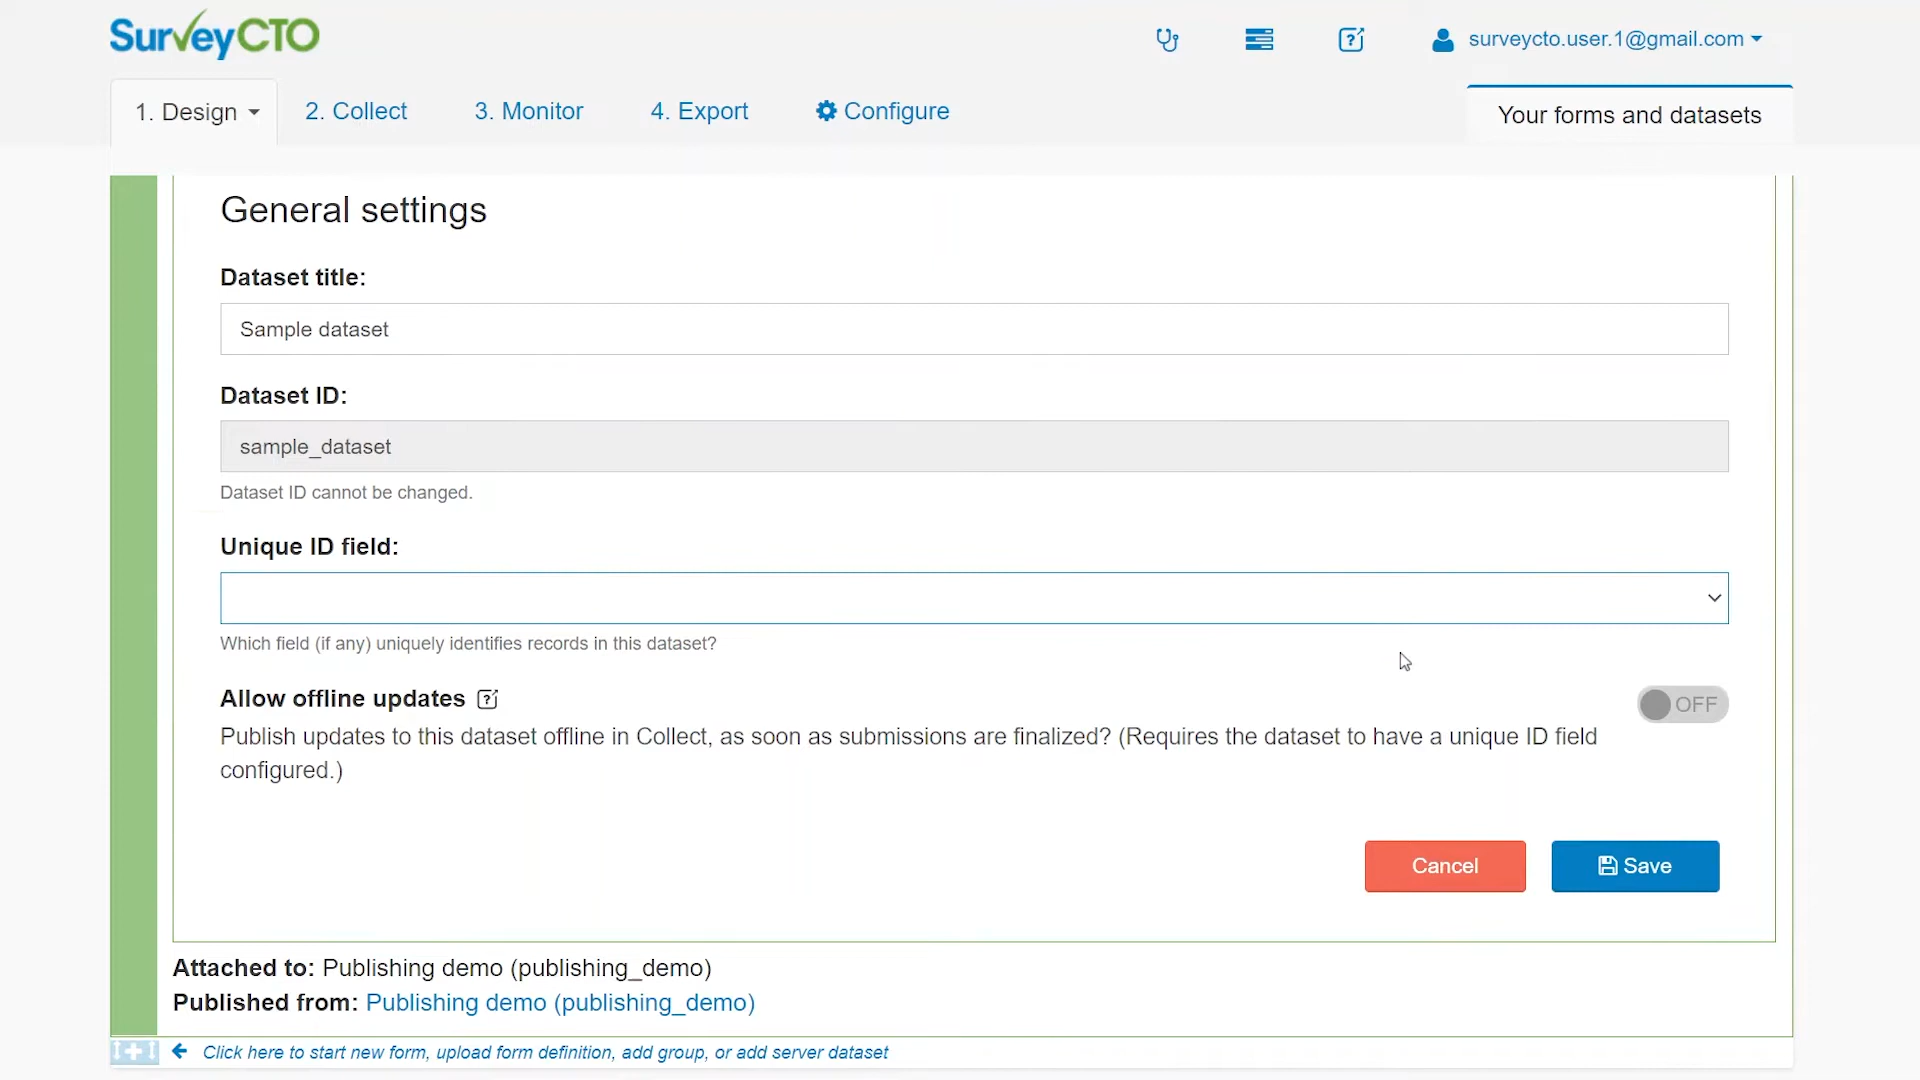 SurveyCTO
surveycto.user.1@gmail.com
1. Design
2. Collect
3. Monitor
4. Export
Configure
Your forms and datasets
General settings
Dataset title:
Sample dataset
Dataset ID:
sample_dataset
Dataset ID cannot be changed.
Unique ID field:
Which field (if any) uniquely identifies records in this dataset?
Allow offline updates
OFF
Publish updates to this dataset offline in Collect, as soon as submissions are finalized? (Requires the dataset to have a unique ID field
configured.)
Cancel
Save
Attached to: Publishing demo (publishing_demo)
Published from: Publishing demo (publishing_demo)
Click here to start new form, upload form definition, add group, or add server dataset